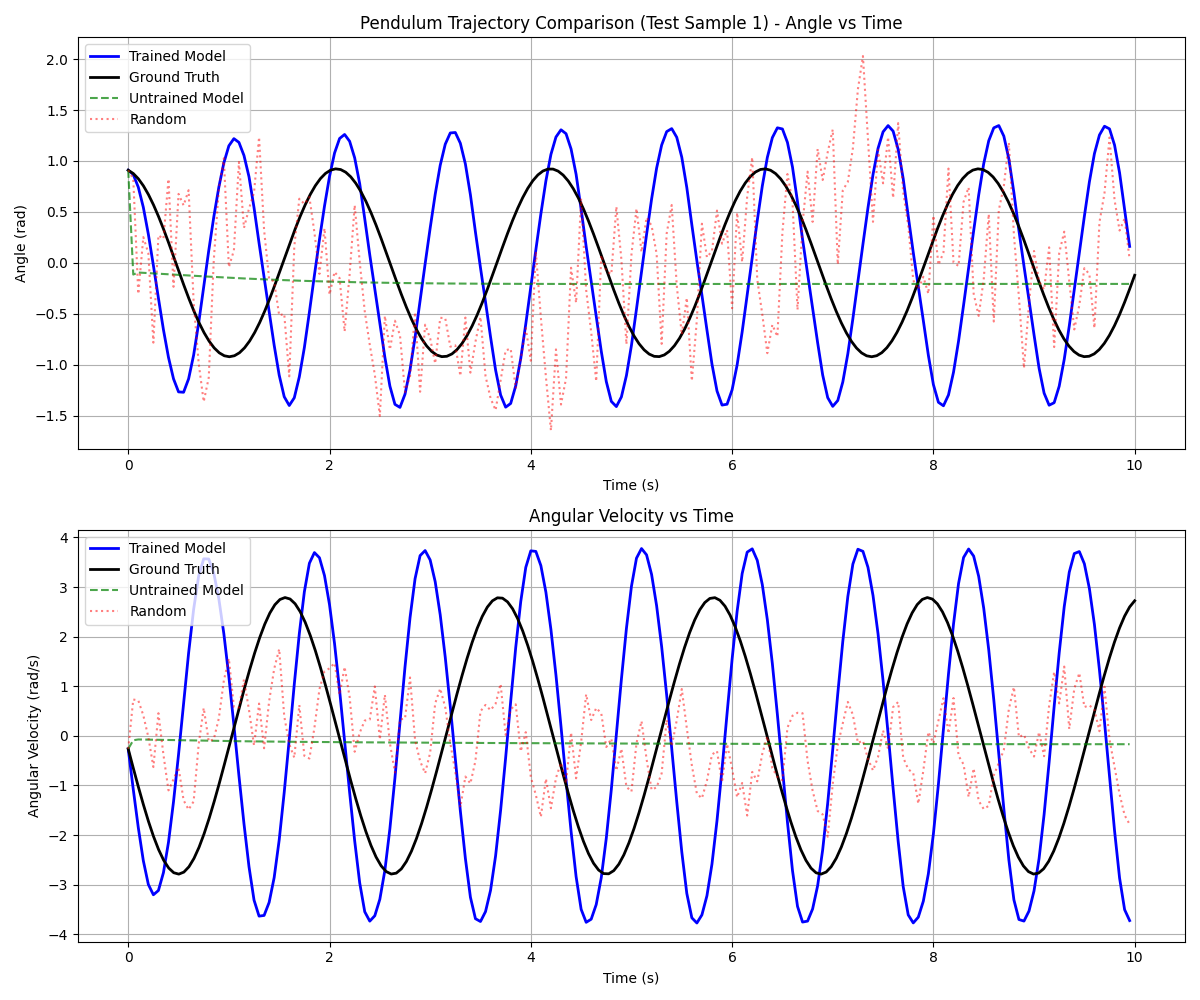 Pendulum Trajectory Comparison (Test Sample 1) - Angle vs Time
Trained Model
Ground Truth
Untrained Model
Random
Angle (rad)
2.0
1.5
1.0
0.5
0.0
−0.5
−1.0
−1.5
0 2 4 6 8 10
Time (s)
Angular Velocity vs Time
Trained Model
Ground Truth
Untrained Model
Random
Angular Velocity (rad/s)
4
3
2
1
0
−1
−2
−3
−4
0 2 4 6 8 10
Time (s)